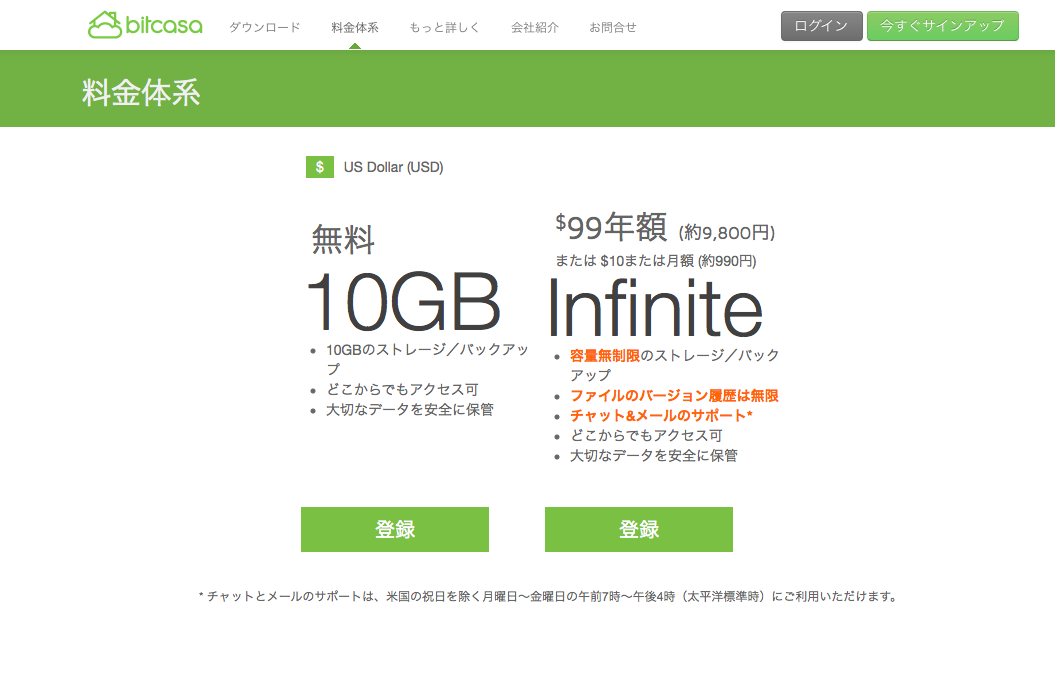 bitcasa ダウンロード 料金体系 もっと詳しく 会社紹介 お問合せ ログイン 今すぐサインアップ
料金体系
$ US Dollar (USD)
無料
10GB
• 10GBのストレージ／バックアッ
プ
• どこからでもアクセス可
• 大切なデータを安全に保管
登録
$99年額 (約9,800円)
または $10または月額 (約990円)
Infinite
• 容量無制限のストレージ／バック
アップ
• ファイルのバージョン履歴は無限
• チャット&メールのサポート*
• どこからでもアクセス可
• 大切なデータを安全に保管
登録
* チャットとメールのサポートは、米国の祝日を除く月曜日〜金曜日の午前7時〜午後4時（太平洋標準時）にご利用いただけます。